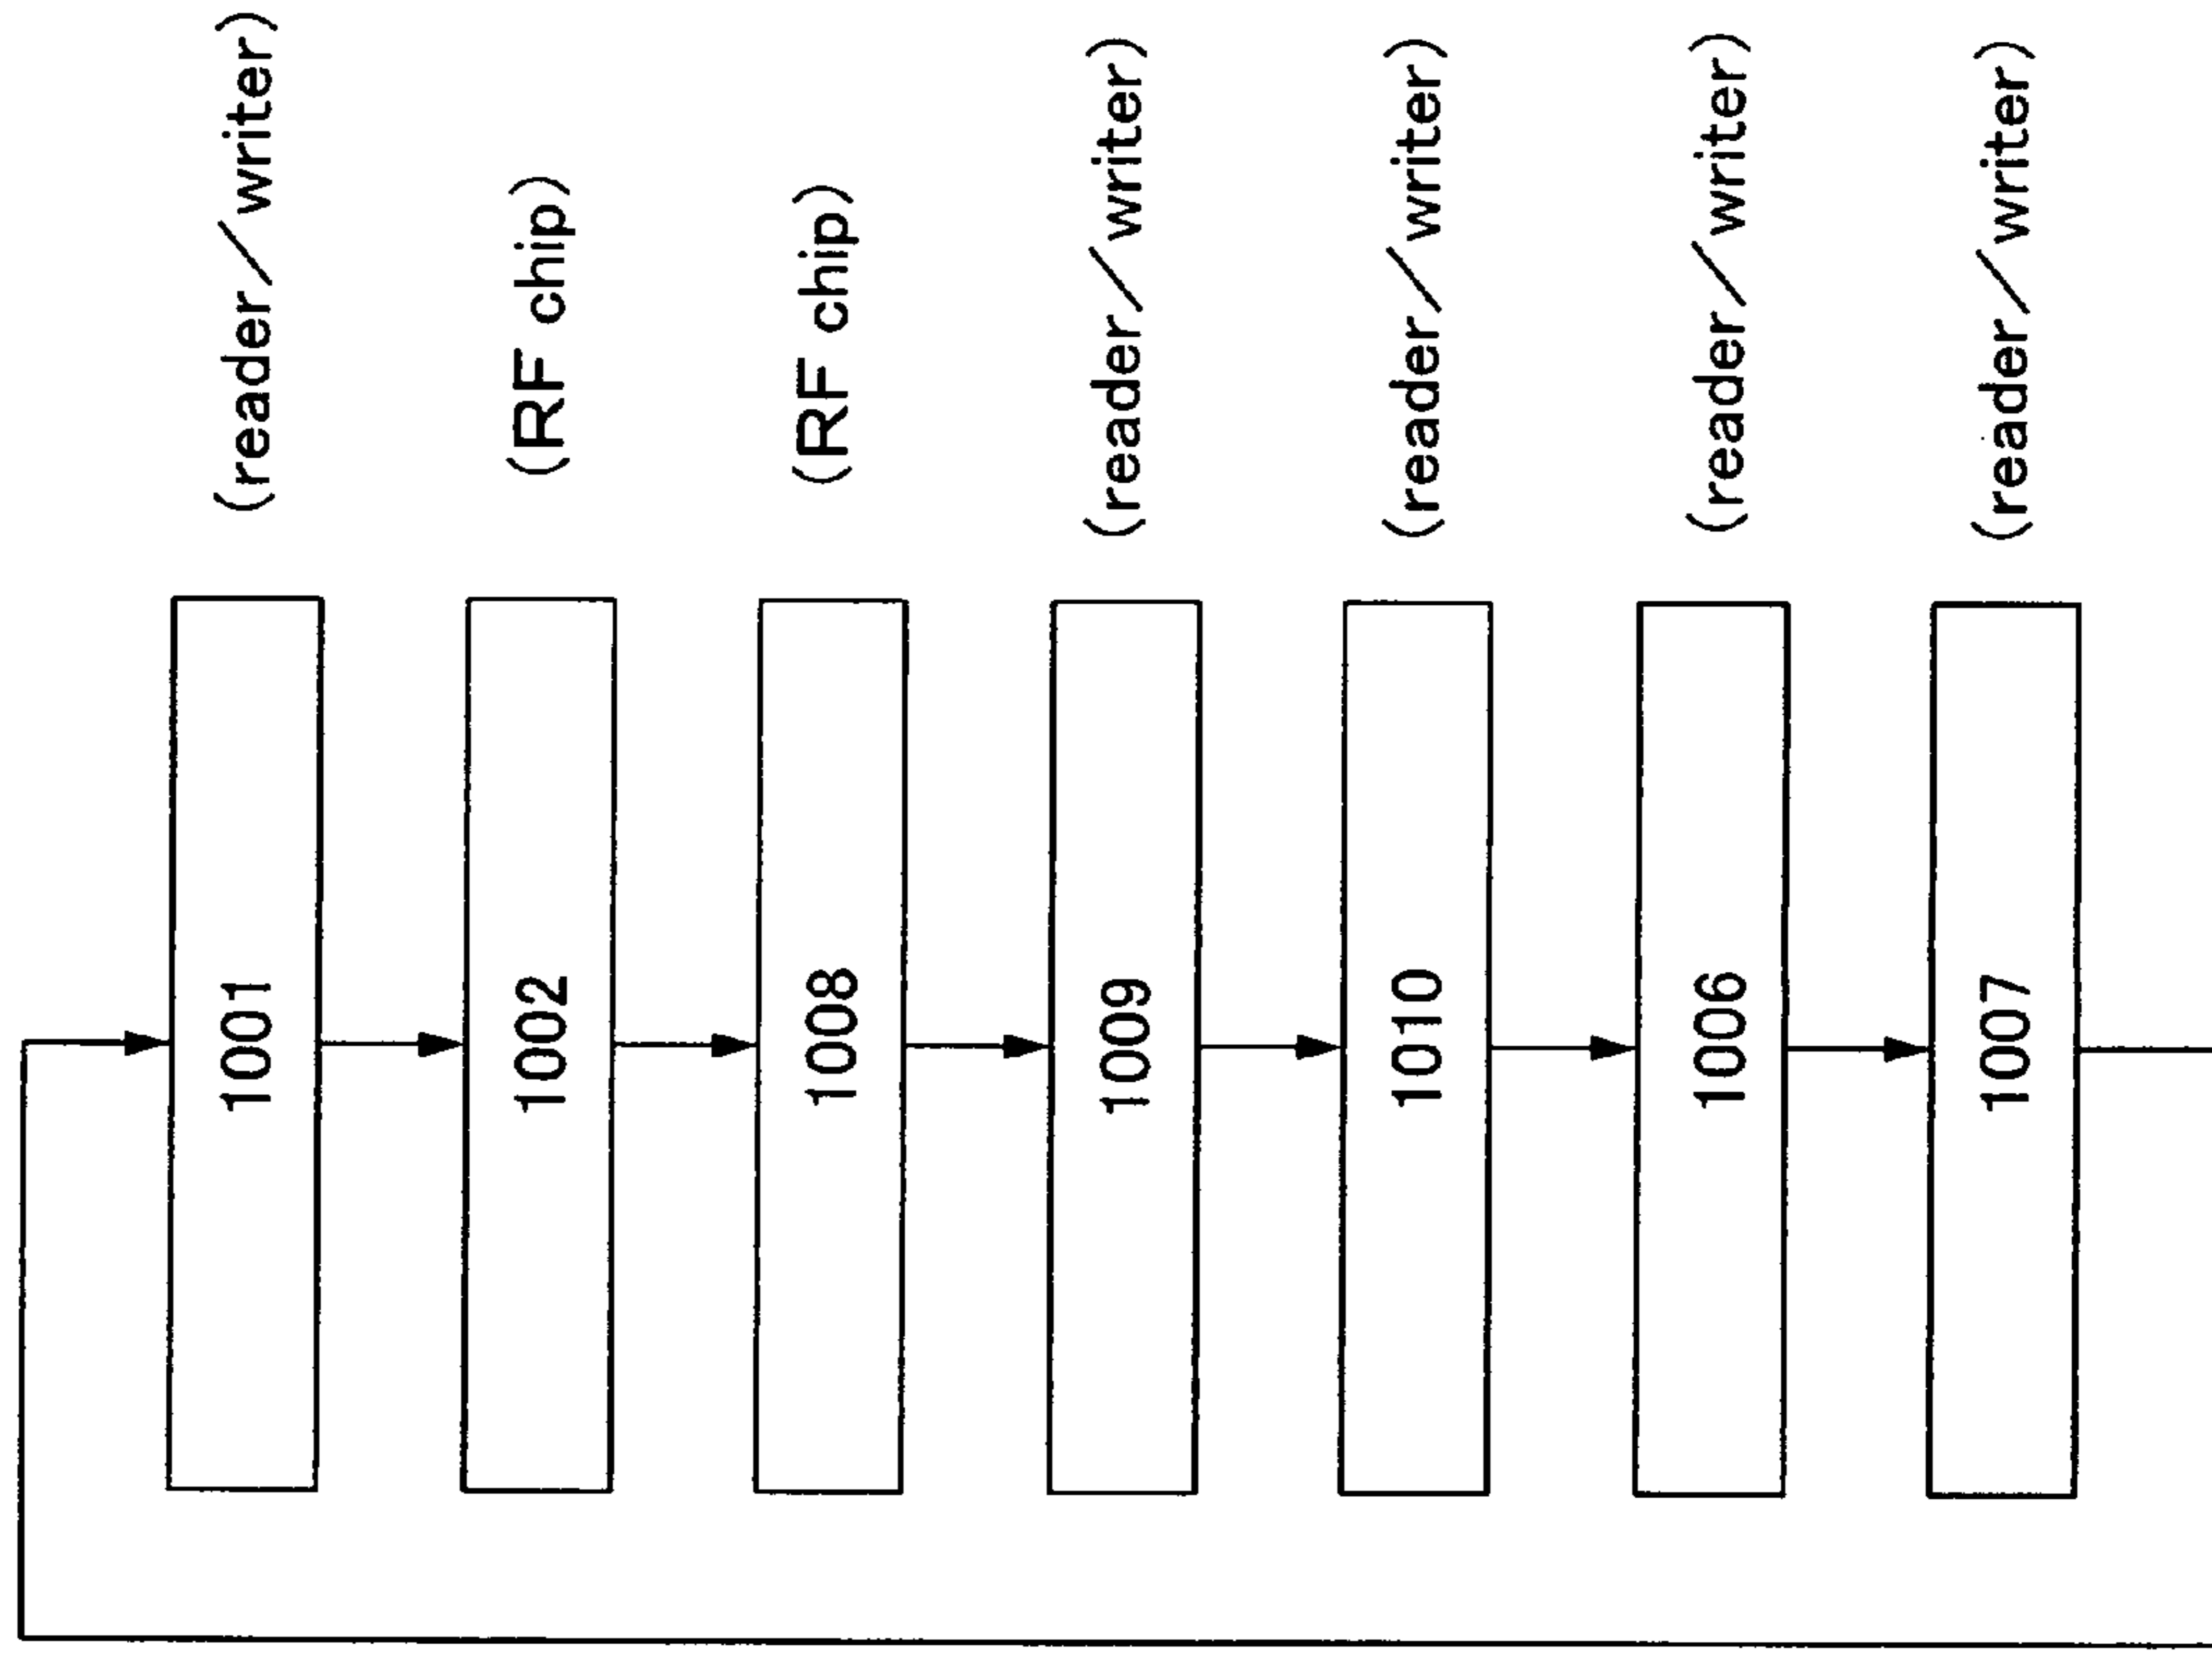 1001 (reader/writer)
1002 (RF chip)
1008 (RF chip)
1009 (reader/writer)
1010 (reader/writer)
1006 (reader/writer)
1007 (reader/writer)